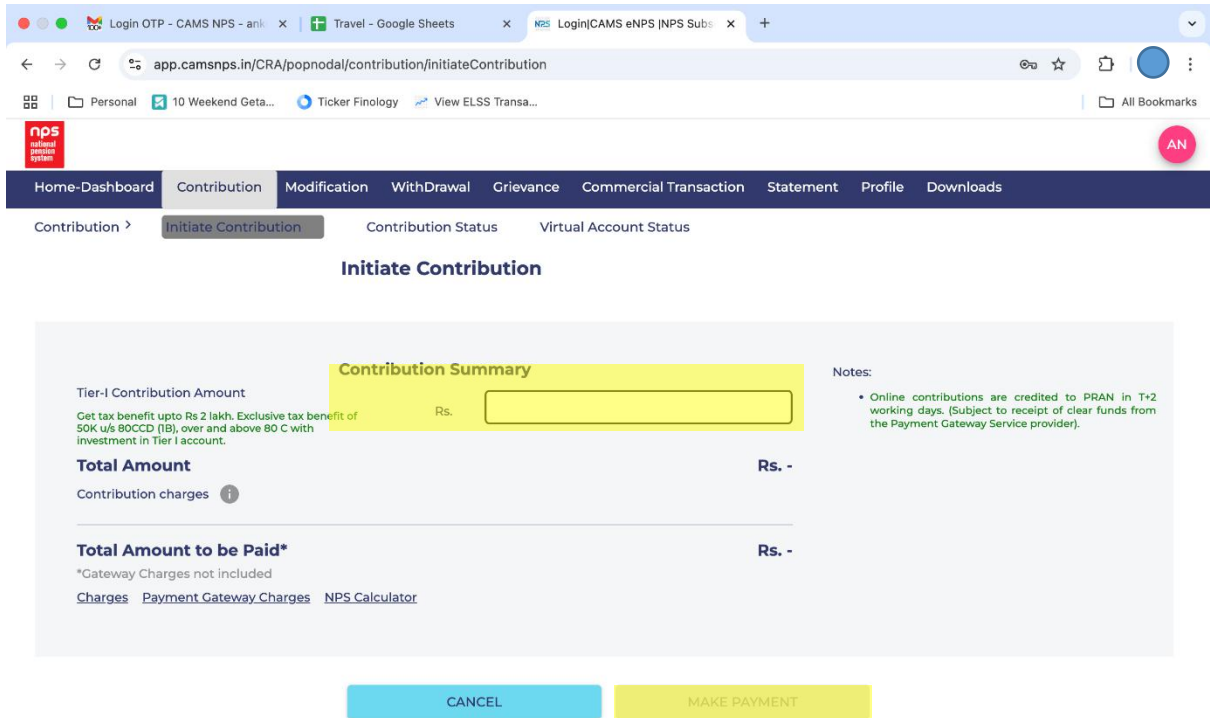 Login OTP - CAMS NPS - ank
Travel - Google Sheets
NPS Login|CAMS eNPS |NPS Subs
app.camsnps.in/CRA/popnodal/contribution/initiateContribution
Personal
10 Weekend Geta...
Ticker Finology
View ELSS Transa...
All Bookmarks
nps
national
pension
system
AN
Home-Dashboard Contribution Modification WithDrawal Grievance Commercial Transaction Statement Profile Downloads
Contribution > Initiate Contribution Contribution Status Virtual Account Status
Initiate Contribution
Contribution Summary
Tier-I Contribution Amount
Get tax benefit upto Rs 2 lakh. Exclusive tax benefit of
50K u/s 80CCD (1B), over and above 80 C with
investment in Tier I account.
Rs.
Notes:
• Online contributions are credited to PRAN in T+2
working days. (Subject to receipt of clear funds from
the Payment Gateway Service provider).
Total Amount Rs. -
Contribution charges i
Total Amount to be Paid* Rs. -
*Gateway Charges not included
Charges Payment Gateway Charges NPS Calculator
CANCEL
MAKE PAYMENT